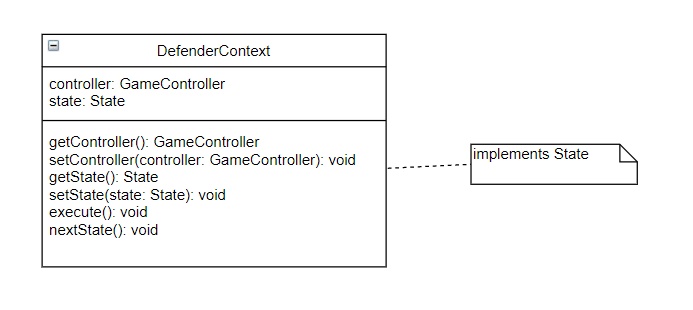 DefenderContext
controller: GameController
state: State
getController(): GameController
setController(controller: GameController): void
getState(): State
setState(state: State): void
execute(): void
nextState(): void
implements State